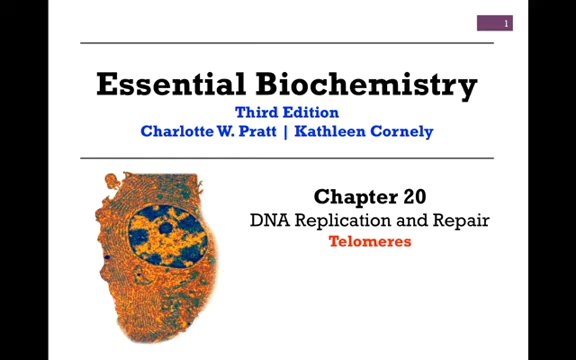 1
Essential Biochemistry
Third Edition
Charlotte W. Pratt | Kathleen Cornely
Chapter 20
DNA Replication and Repair
Telomeres